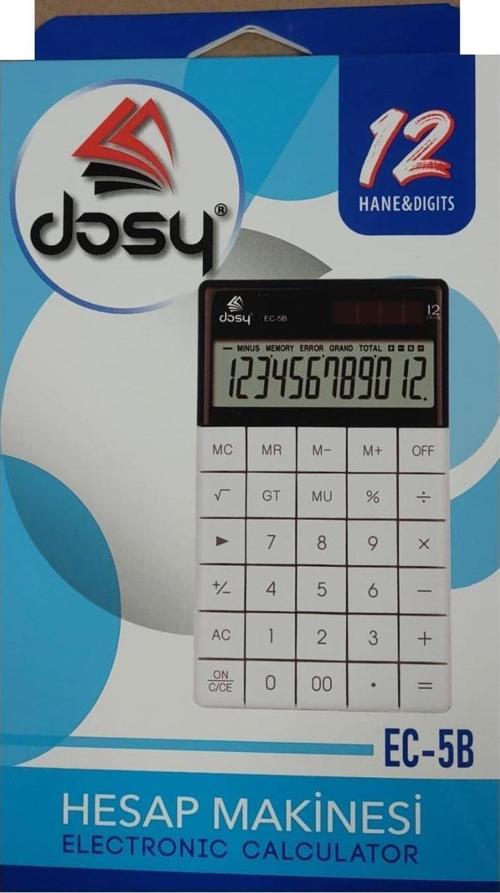 dosy®
12
HANE&DIGITS
dosy EC-5B
12
MINUS MEMORY ERROR GRAND TOTAL + − × ÷
123456789012.
MC MR M− M+ OFF
√ GT MU % ÷
▶ 7 8 9 ×
+/− 4 5 6 −
AC 1 2 3 +
ON
C/CE 0 00 . =
EC-5B
HESAP MAKİNESİ
ELECTRONIC CALCULATOR